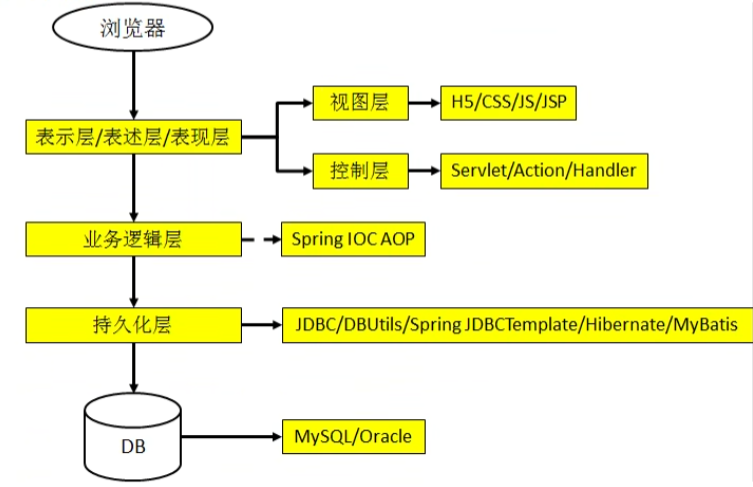 浏览器
视图层
H5/CSS/JS/JSP
表示层/表述层/表现层
控制层
Servlet/Action/Handler
业务逻辑层
Spring IOC AOP
持久化层
JDBC/DBUtils/Spring JDBCTemplate/Hibernate/MyBatis
DB
MySQL/Oracle